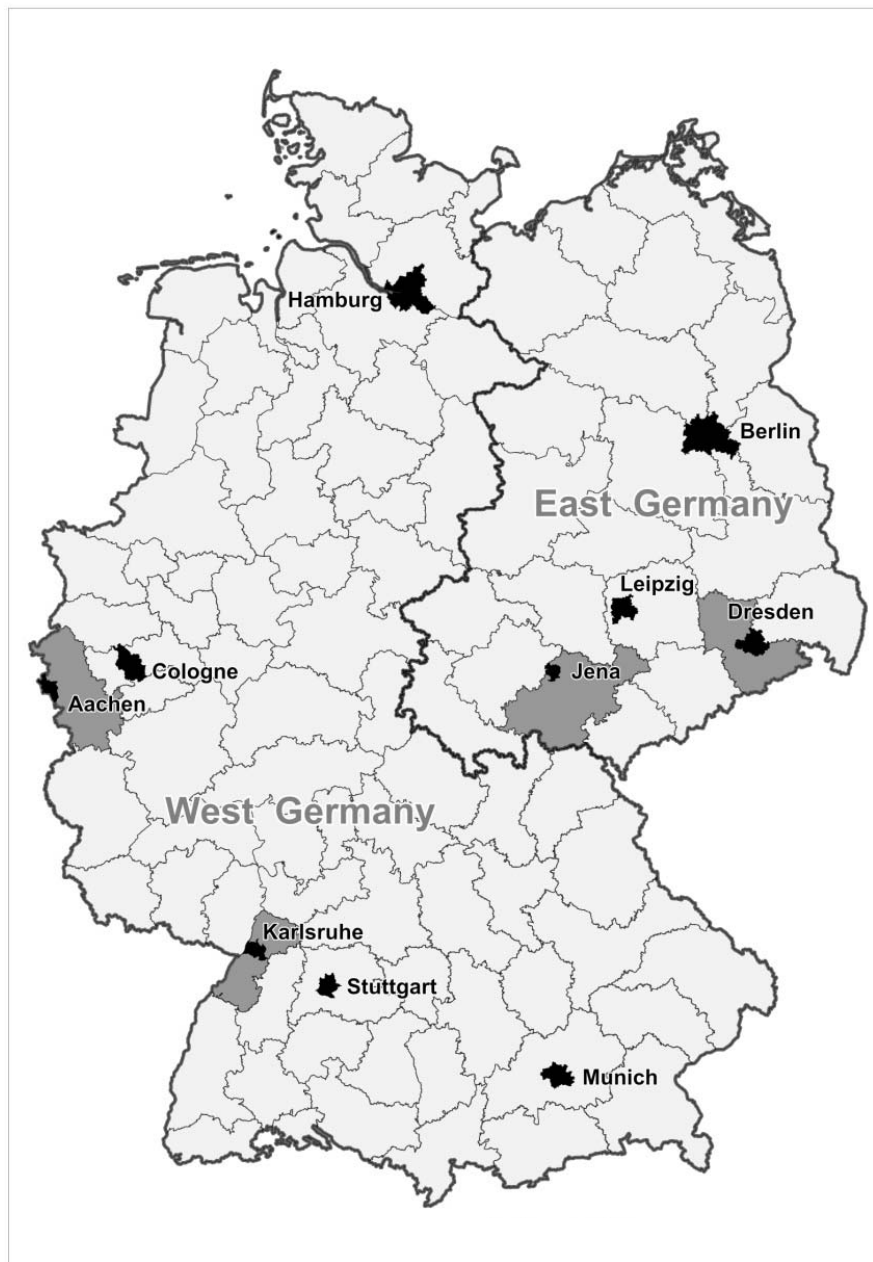 Hamburg
Berlin
East Germany
Leipzig
Dresden
Cologne
Jena
Aachen
West Germany
Karlsruhe
Stuttgart
Munich